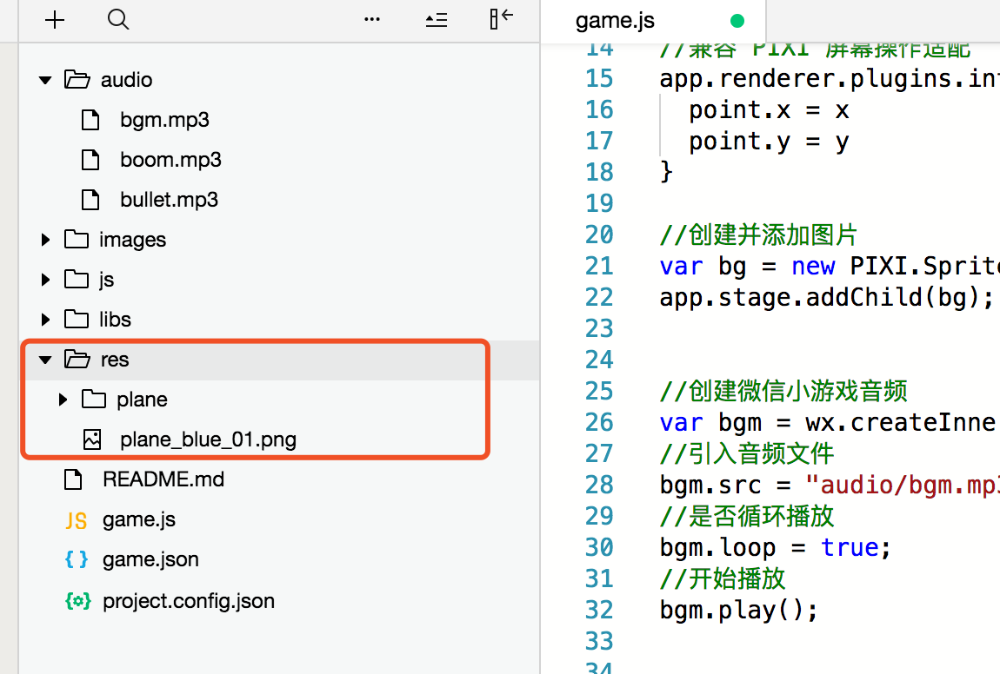 audio
bgm.mp3
boom.mp3
bullet.mp3
images
js
libs
res
plane
plane_blue_01.png
README.md
JS game.js
{ } game.json
project.config.json
game.js
14 //兼容 PIXI 屏幕操作适配
15 app.renderer.plugins.in
16 point.x = x
17 point.y = y
18 }
19
20 //创建并添加图片
21 var bg = new PIXI.Sprite
22 app.stage.addChild(bg);
23
24
25 //创建微信小游戏音频
26 var bgm = wx.createInne
27 //引入音频文件
28 bgm.src = "audio/bgm.mp3
29 //是否循环播放
30 bgm.loop = true;
31 //开始播放
32 bgm.play();
33
34